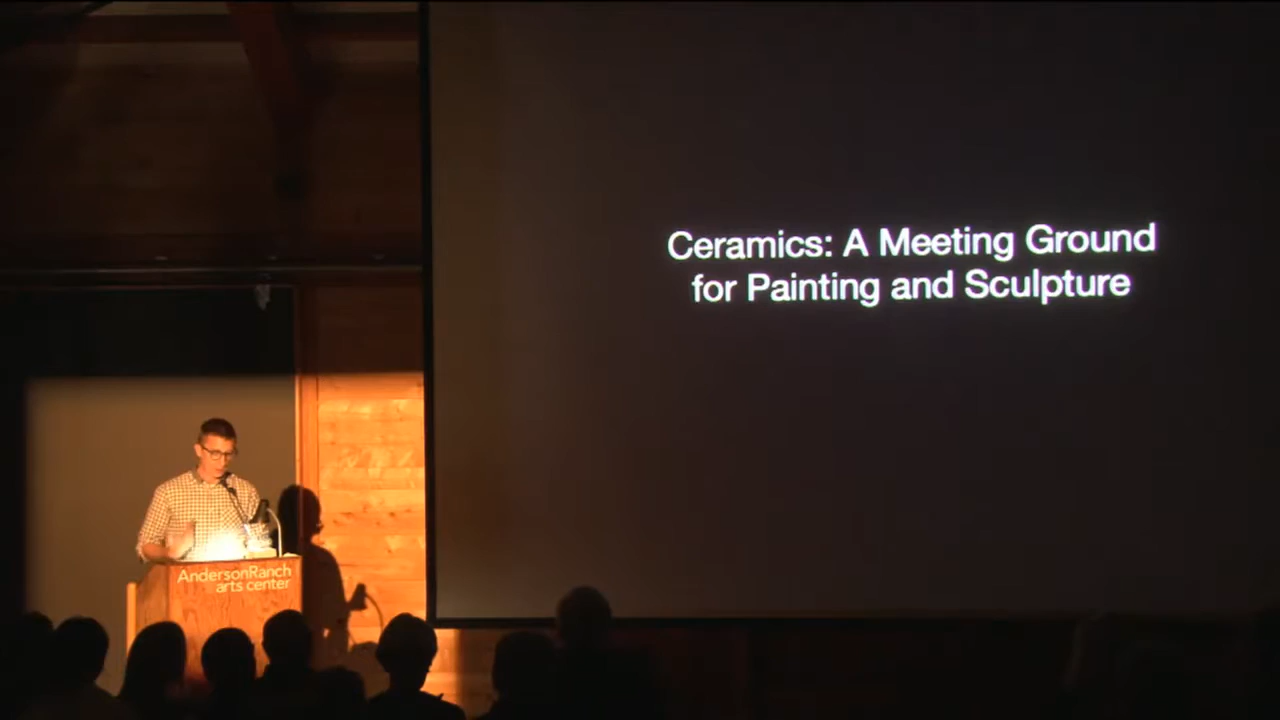 Ceramics: A Meeting Ground
for Painting and Sculpture
AndersonRanch
arts center